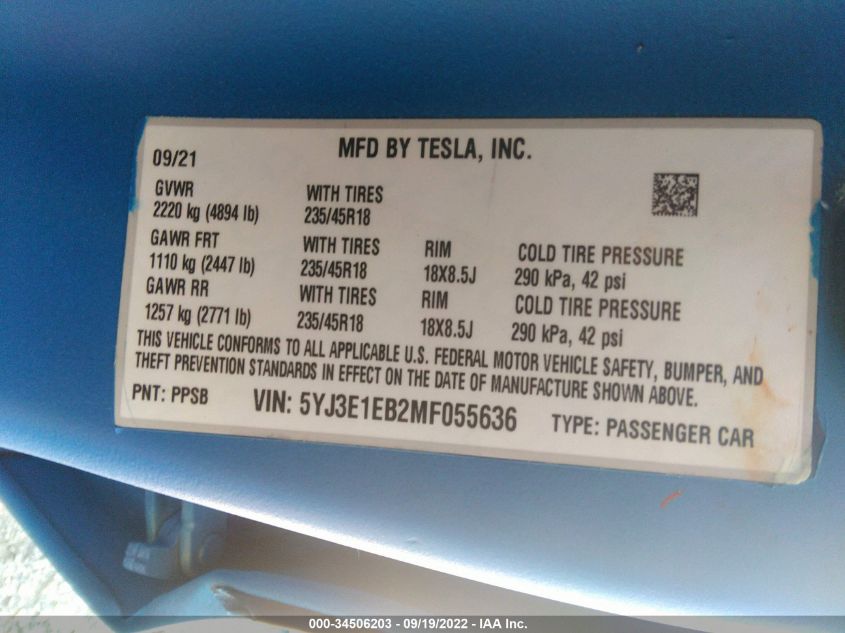 MFD BY TESLA, INC.
09/21
GVWR
2220 kg (4894 lb)
WITH TIRES
235/45R18
GAWR FRT
1110 kg (2447 lb)
WITH TIRES
235/45R18
RIM
18X8.5J
COLD TIRE PRESSURE
290 kPa, 42 psi
GAWR RR
1257 kg (2771 lb)
WITH TIRES
235/45R18
RIM
18X8.5J
COLD TIRE PRESSURE
290 kPa, 42 psi
THIS VEHICLE CONFORMS TO ALL APPLICABLE U.S. FEDERAL MOTOR VEHICLE SAFETY, BUMPER, AND
THEFT PREVENTION STANDARDS IN EFFECT ON THE DATE OF MANUFACTURE SHOWN ABOVE.
PNT: PPSB
VIN: 5YJ3E1EB2MF055636
TYPE: PASSENGER CAR
000-34506203 - 09/19/2022 - IAA Inc.